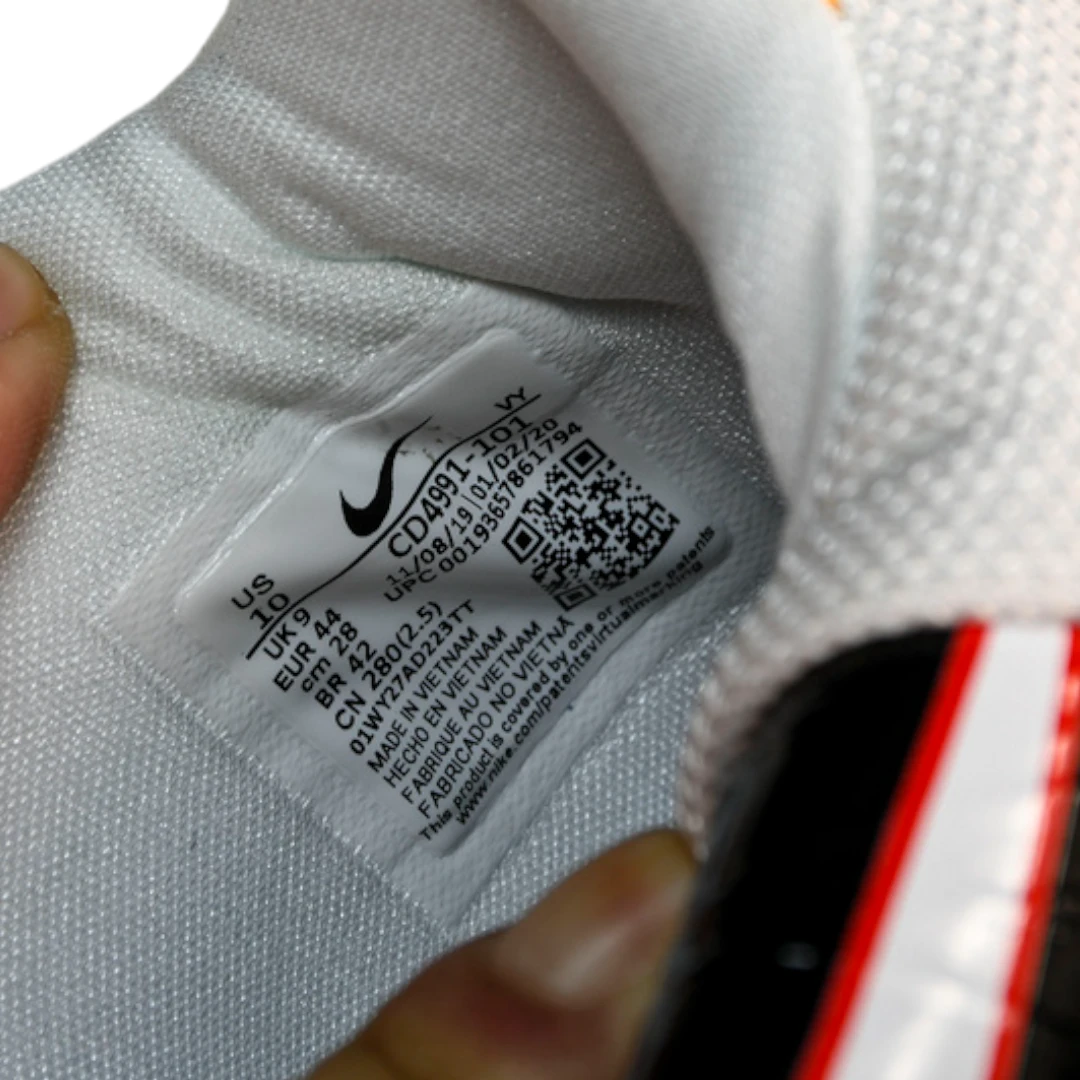 US
10
VY
CD4991-101
UK 9
EUR 44
cm 28
BR 42
CN 280(2.5)
11/08/19|01/02/20
UPC 00193657861794
01WY27AD223TT
MADE IN VIETNAM
HECHO EN VIETNAM
FABRIQUE AU VIETNAM
FABRICADO NO VIETNÃ
This product is covered by one or more patents
www.nike.com/patentsvirtualmarking